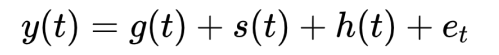 y(t) = g(t) + s(t) + h(t) + e_t